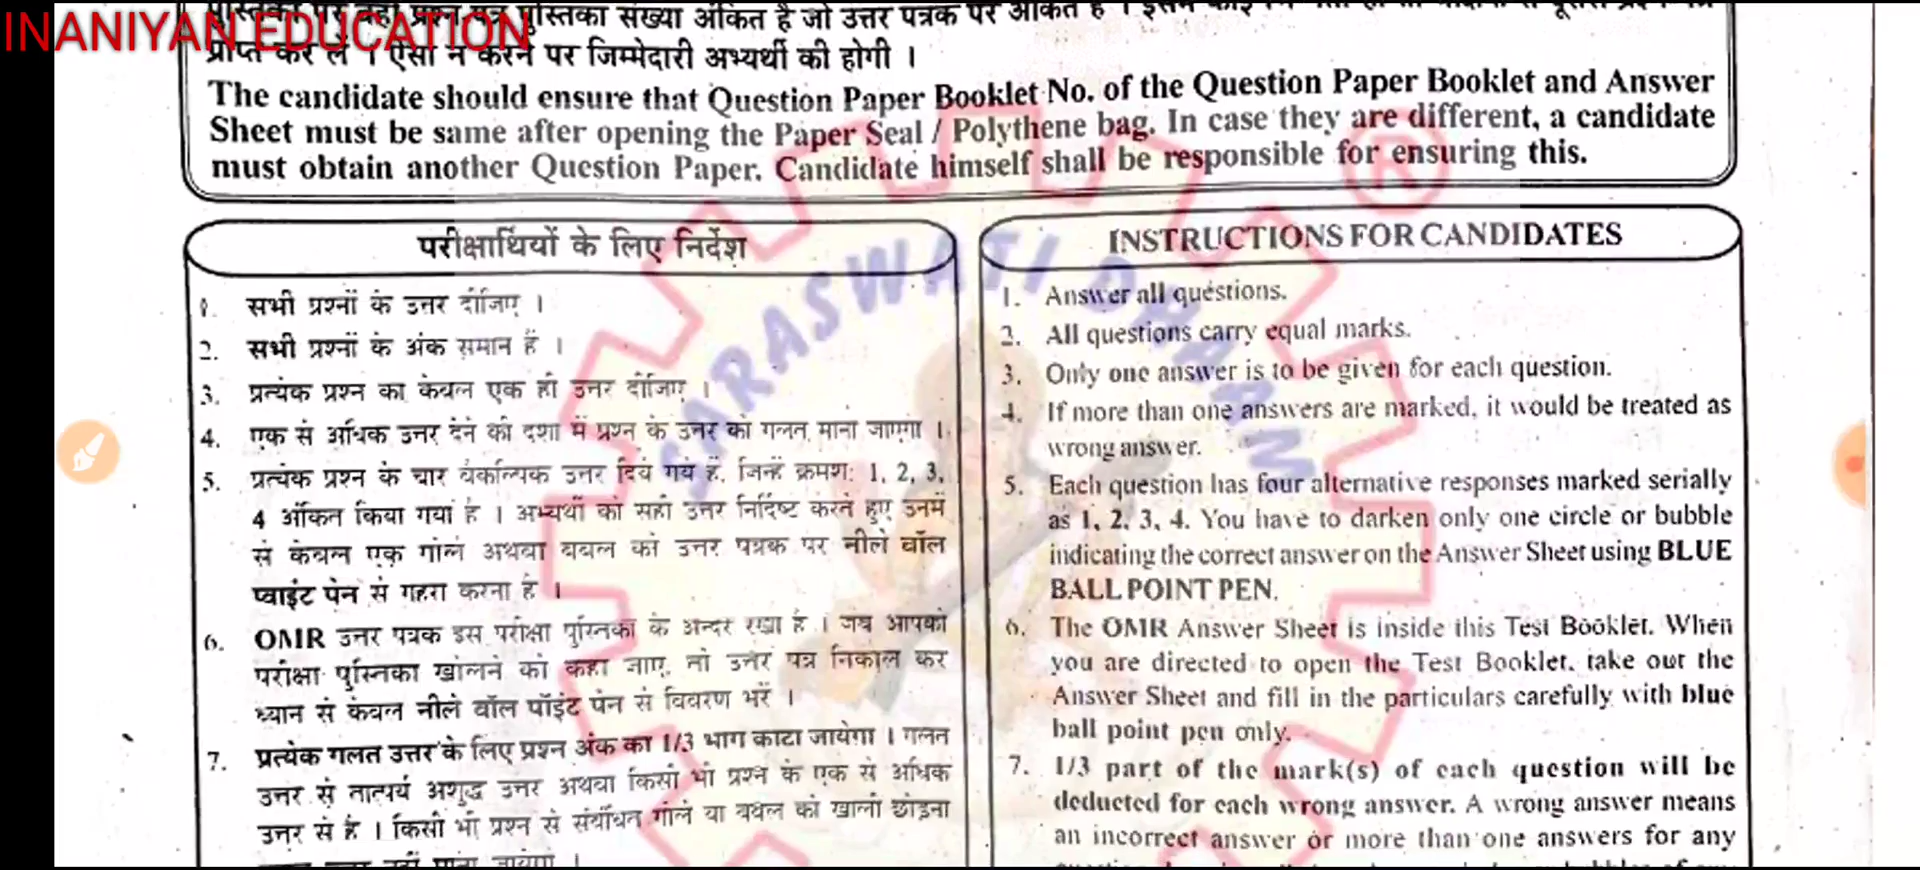 पुस्तिका संख्या अंकित है जो उत्तर पत्रक पर अंकित है ।
INANIYAN EDUCATION
प्राप्त कर लें । ऐसा न करने पर जिम्मेदारी अभ्यर्थी की होगी ।
The candidate should ensure that Question Paper Booklet No. of the Question Paper Booklet and Answer
Sheet must be same after opening the Paper Seal / Polythene bag. In case they are different, a candidate
must obtain another Question Paper. Candidate himself shall be responsible for ensuring this.
परीक्षार्थियों के लिए निर्देश
1. सभी प्रश्नों के उत्तर दीजिए ।
2. सभी प्रश्नों के अंक समान हैं ।
3. प्रत्येक प्रश्न का केवल एक ही उत्तर दीजिए ।
4. एक से अधिक उत्तर देने की दशा में प्रश्न के उत्तर को गलत माना जाएगा ।
5. प्रत्येक प्रश्न के चार वैकल्पिक उत्तर दिये गये हैं, जिन्हें क्रमश: 1, 2, 3,
4 अंकित किया गया है । अभ्यर्थी को सही उत्तर निर्दिष्ट करते हुए उनमें
से केवल एक गोले अथवा बबल को उत्तर पत्रक पर नीले बॉल
प्वाइंट पेन से गहरा करना है ।
6. OMR उत्तर पत्रक इस परीक्षा पुस्तिका के अन्दर रखा है । जब आपको
परीक्षा पुस्तिका खोलने को कहा जाए, तो उत्तर पत्र निकाल कर
ध्यान से केवल नीले बॉल पॉइंट पेन से विवरण भरें ।
7. प्रत्येक गलत उत्तर के लिए प्रश्न अंक का 1/3 भाग काटा जायेगा । गलत
उत्तर से तात्पर्य अशुद्ध उत्तर अथवा किसी भी प्रश्न के एक से अधिक
उत्तर से है । किसी भी प्रश्न से संबंधित गोले या बबल को खाली छोड़ना
INSTRUCTIONS FOR CANDIDATES
1. Answer all questions.
2. All questions carry equal marks.
3. Only one answer is to be given for each question.
4. If more than one answers are marked, it would be treated as
wrong answer.
5. Each question has four alternative responses marked serially
as 1, 2, 3, 4. You have to darken only one circle or bubble
indicating the correct answer on the Answer Sheet using BLUE
BALL POINT PEN.
6. The OMR Answer Sheet is inside this Test Booklet. When
you are directed to open the Test Booklet, take out the
Answer Sheet and fill in the particulars carefully with blue
ball point pen only.
7. 1/3 part of the mark(s) of each question will be
deducted for each wrong answer. A wrong answer means
an incorrect answer or more than one answers for any
SARASWATI DHARAM
R